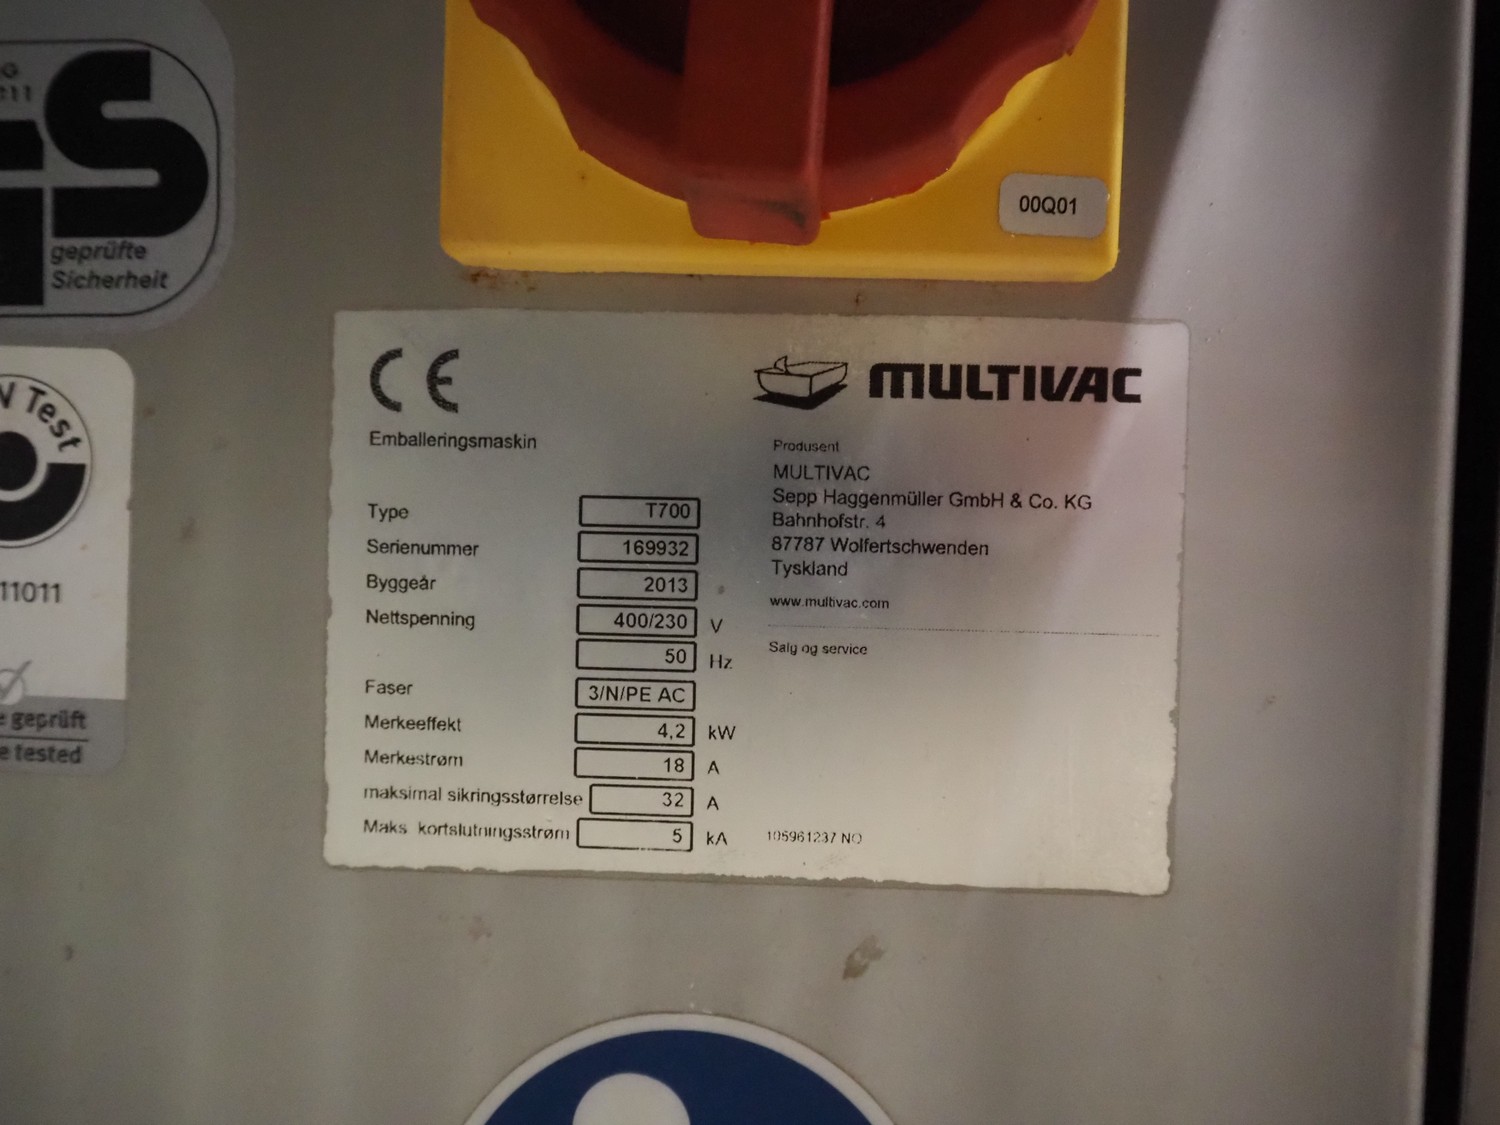 GS
geprüfte
Sicherheit
00Q01
Test
11011
geprüft
tested
CE
MULTIVAC
Emballeringsmaskin
Type T700
Serienummer 169932
Byggeår 2013
Nettspenning 400/230 V
50 Hz
Faser 3/N/PE AC
Merkeeffekt 4,2 kW
Merkestrøm 18 A
maksimal sikringsstørrelse 32 A
Maks kortslutningsstrøm 5 kA
Produsent
MULTIVAC
Sepp Haggenmüller GmbH & Co. KG
Bahnhofstr. 4
87787 Wolfertschwenden
Tyskland
www.multivac.com
Salg og service
105961237 NO